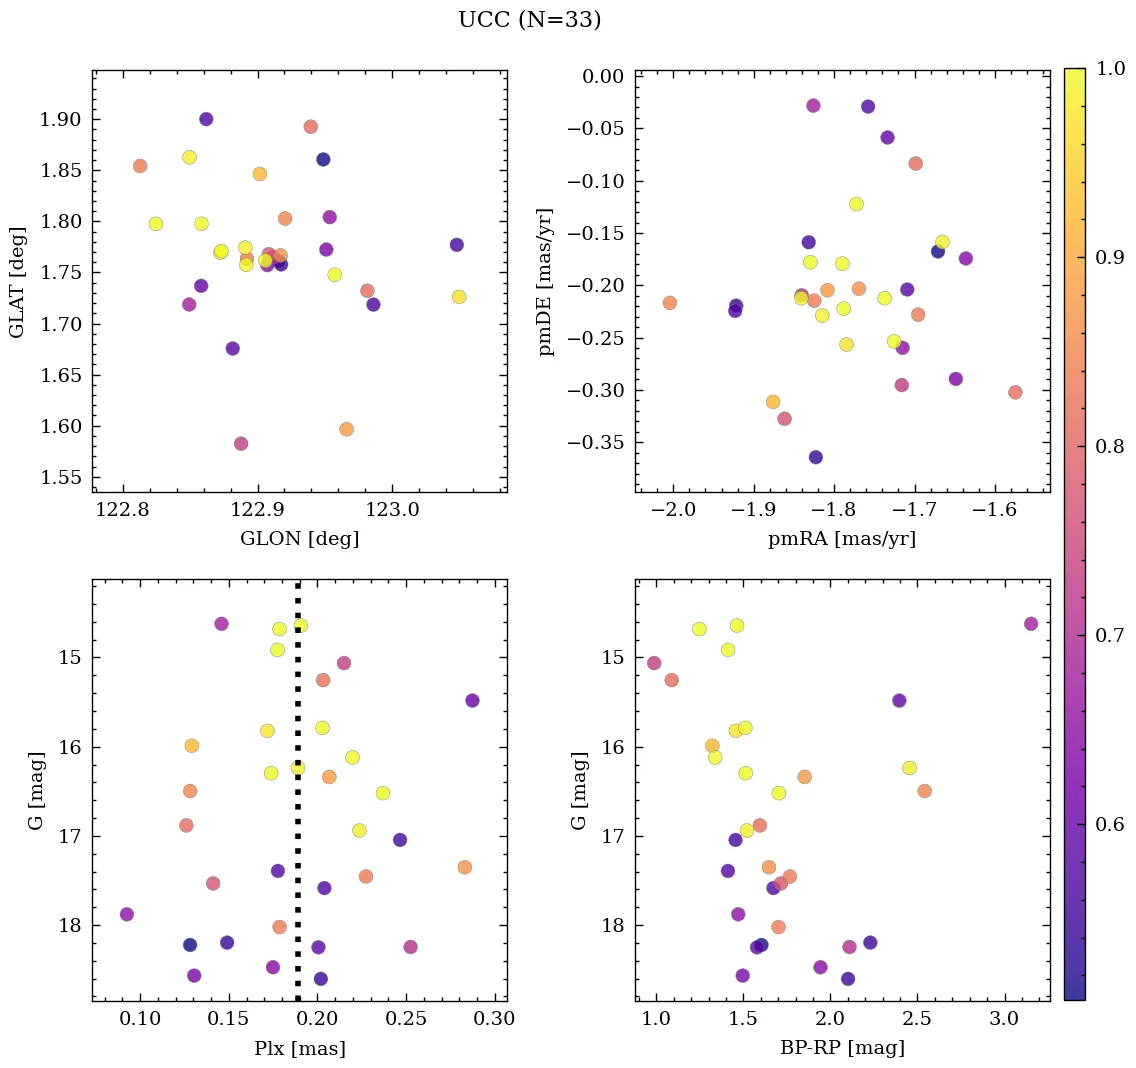 UCC (N=33)
1.90
1.85
1.80
1.75
1.70
1.65
1.60
1.55
GLAT [deg]
122.8 122.9 123.0
GLON [deg]
0.00
−0.05
−0.10
−0.15
−0.20
−0.25
−0.30
−0.35
pmDE [mas/yr]
−2.0 −1.9 −1.8 −1.7 −1.6
pmRA [mas/yr]
15
16
17
18
G [mag]
0.10 0.15 0.20 0.25 0.30
Plx [mas]
15
16
17
18
G [mag]
1.0 1.5 2.0 2.5 3.0
BP-RP [mag]
1.0
0.9
0.8
0.7
0.6